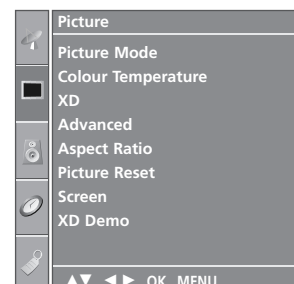 Picture
Picture Mode
Colour Temperature
XD
Advanced
Aspect Ratio
Picture Reset
Screen
XD Demo
▲▼ ◄► OK MENU